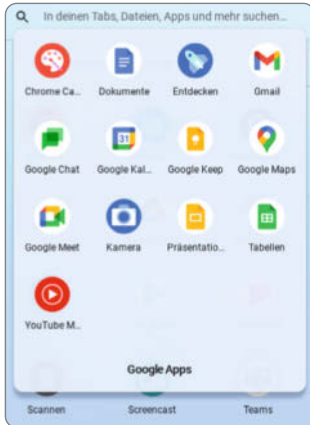 In deinen Tabs, Dateien, Apps und mehr suchen...
Chrome Ca... Dokumente Entdecken Gmail
31
Google Chat Google Kal... Google Keep Google Maps
Google Meet Kamera Präsentatio... Tabellen
YouTube M...
Google Apps
Scannen Screencast Teams